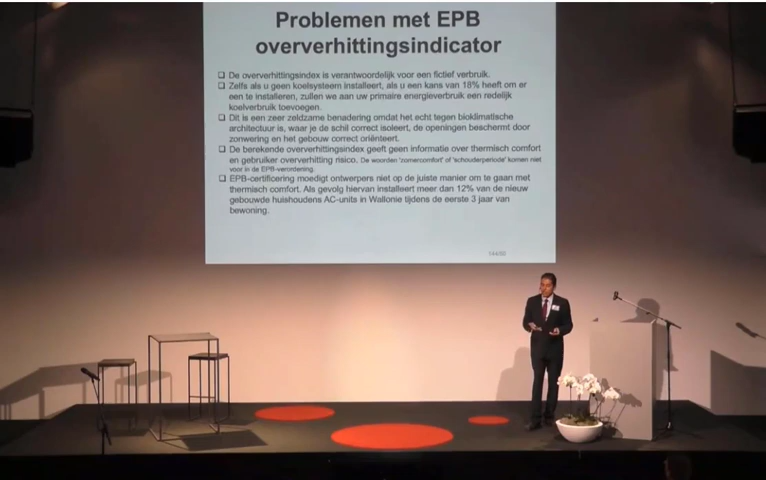 Problemen met EPB
oververhittingsindicator
❑ De oververhittingsindex is verantwoordelijk voor een fictief verbruik.
❑ Zelfs als u geen koelsysteem installeert, als u een kans van 18% heeft om er
een te installeren, zullen we aan uw primaire energieverbruik een redelijk
koelverbruik toevoegen.
❑ Dit is een zeer zeldzame benadering omdat het echt tegen bioklimatische
architectuur is, waar je de schil correct isoleert, de openingen beschermt door
zonwering en het gebouw correct oriënteert.
❑ De berekende oververhittingsindex geeft geen informatie over thermisch comfort
en gebruiker oververhitting risico. De woorden 'zomercomfort' of 'schouderperiode' komen niet
voor in de EPB-verordening.
❑ EPB-certificering moedigt ontwerpers niet op de juiste manier om te gaan met
thermisch comfort. Als gevolg hiervan installeert meer dan 12% van de nieuw
gebouwde huishoudens AC-units in Wallonie tijdens de eerste 3 jaar van
bewoning.